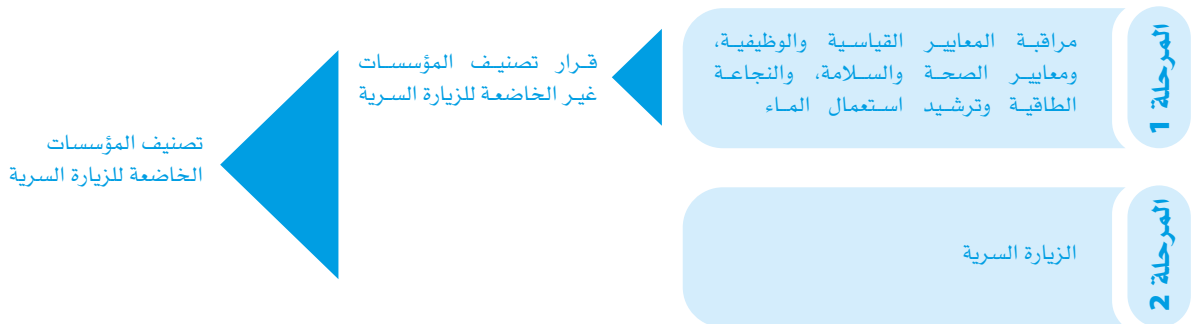 المرحلة 1
مراقبة المعايير القياسية والوظيفية،
ومعايير الصحة والسلامة، والنجاعة
الطاقية وترشيد استعمال الماء
قرار تصنيف المؤسسات
غير الخاضعة للزيارة السرية
تصنيف المؤسسات
الخاضعة للزيارة السرية
المرحلة 2
الزيارة السرية